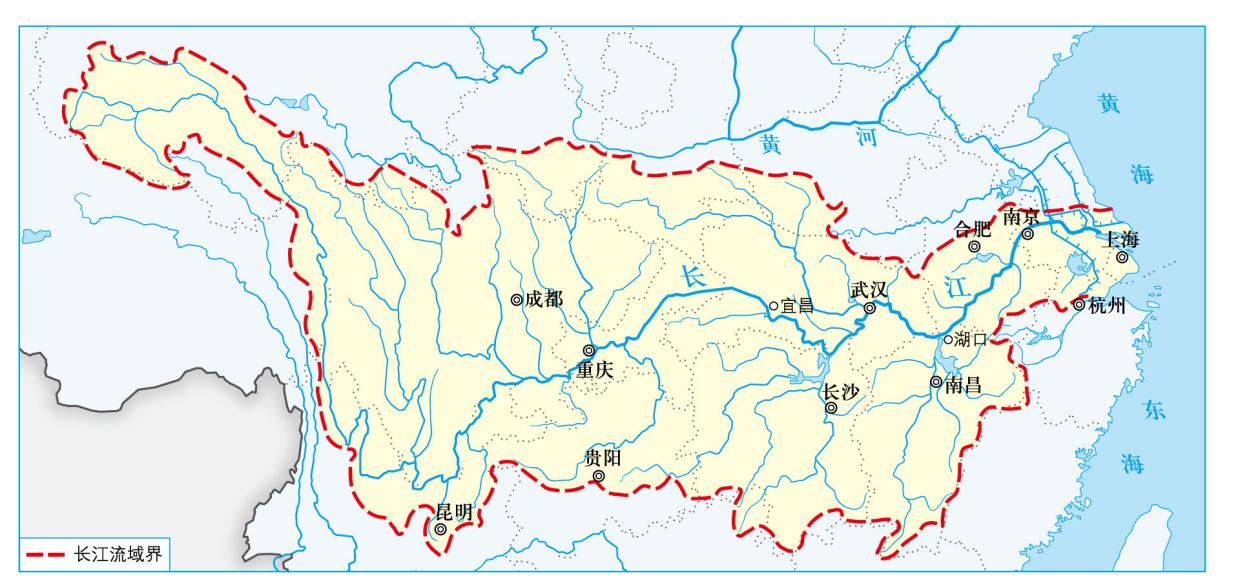 黄
海
黄 河
南京
合肥
上海
长
江
成都
宜昌
武汉
杭州
湖口
重庆
长沙
南昌
东
海
贵阳
昆明
长江流域界